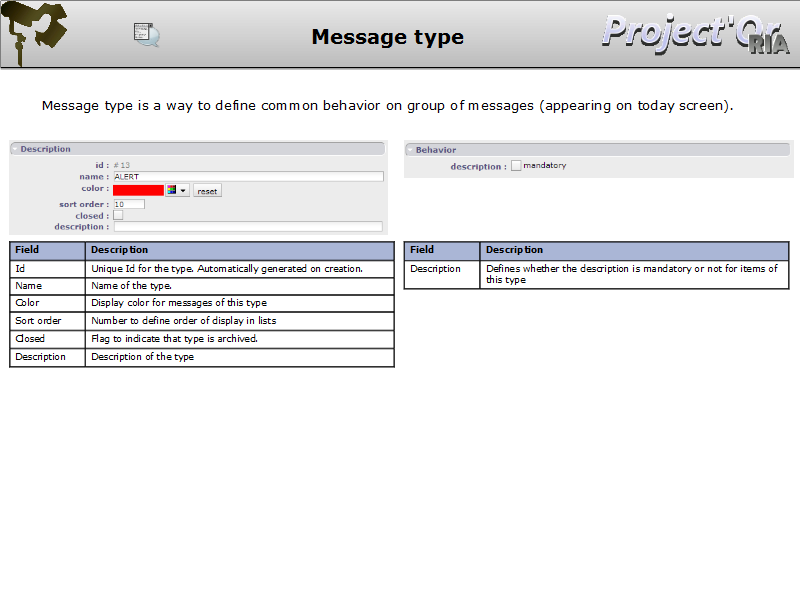 Message type
Project'Or
RIA
Message type is a way to define common behavior on group of messages (appearing on today screen).
Description
id : # 13
name : ALERT
color : reset
sort order : 10
closed :
description :
Behavior
description : mandatory
Field Description
Id Unique Id for the type. Automatically generated on creation.
Name Name of the type.
Color Display color for messages of this type
Sort order Number to define order of display in lists
Closed Flag to indicate that type is archived.
Description Description of the type
Field Description
Description Defines whether the description is mandatory or not for items of
this type